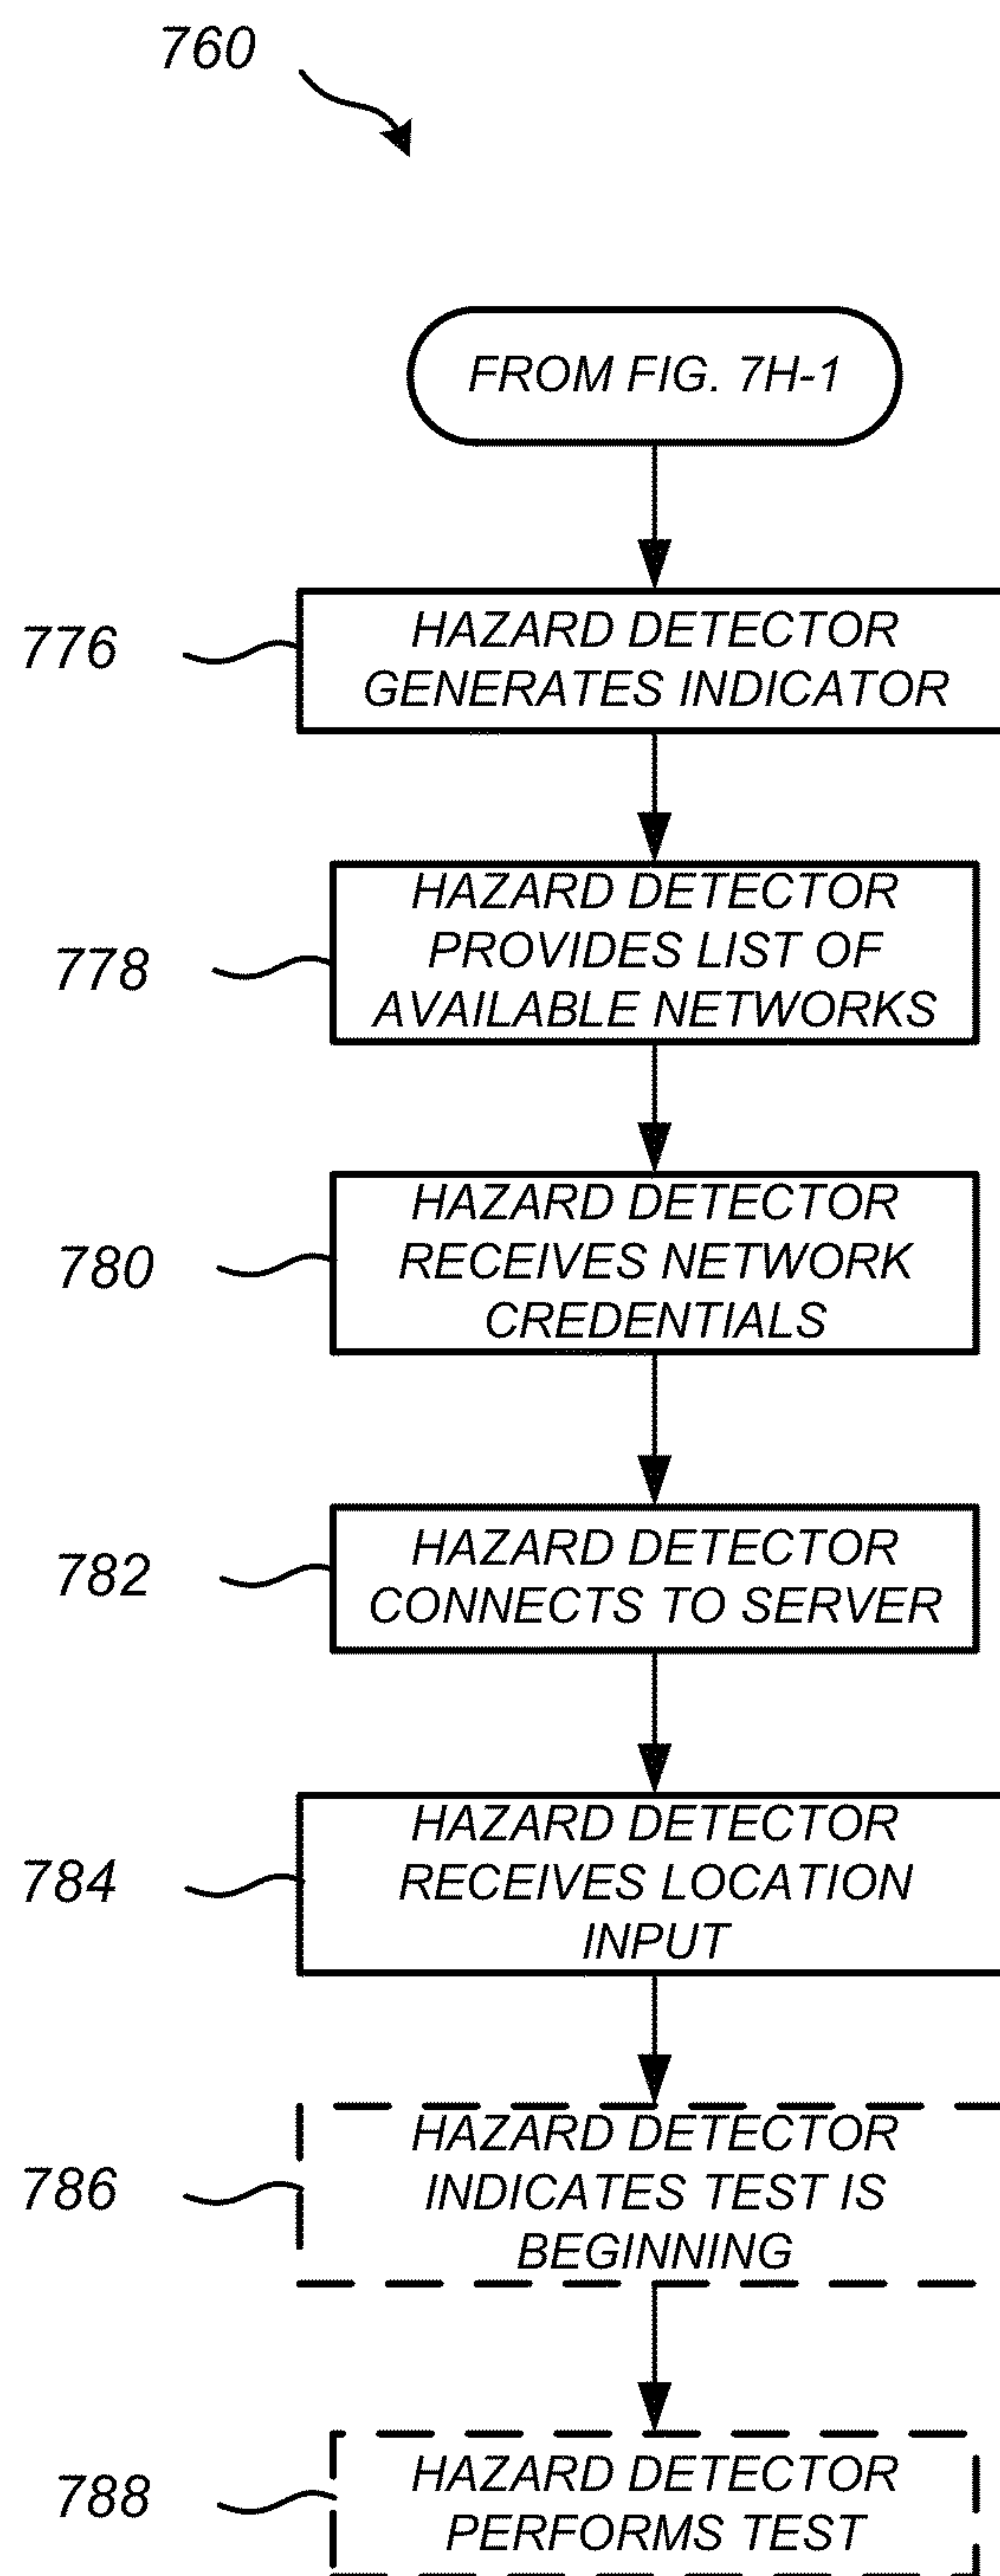 760
FROM FIG. 7H-1
776
HAZARD DETECTOR
GENERATES INDICATOR
778
HAZARD DETECTOR
PROVIDES LIST OF
AVAILABLE NETWORKS
780
HAZARD DETECTOR
RECEIVES NETWORK
CREDENTIALS
782
HAZARD DETECTOR
CONNECTS TO SERVER
784
HAZARD DETECTOR
RECEIVES LOCATION
INPUT
786
HAZARD DETECTOR
INDICATES TEST IS
BEGINNING
788
HAZARD DETECTOR
PERFORMS TEST